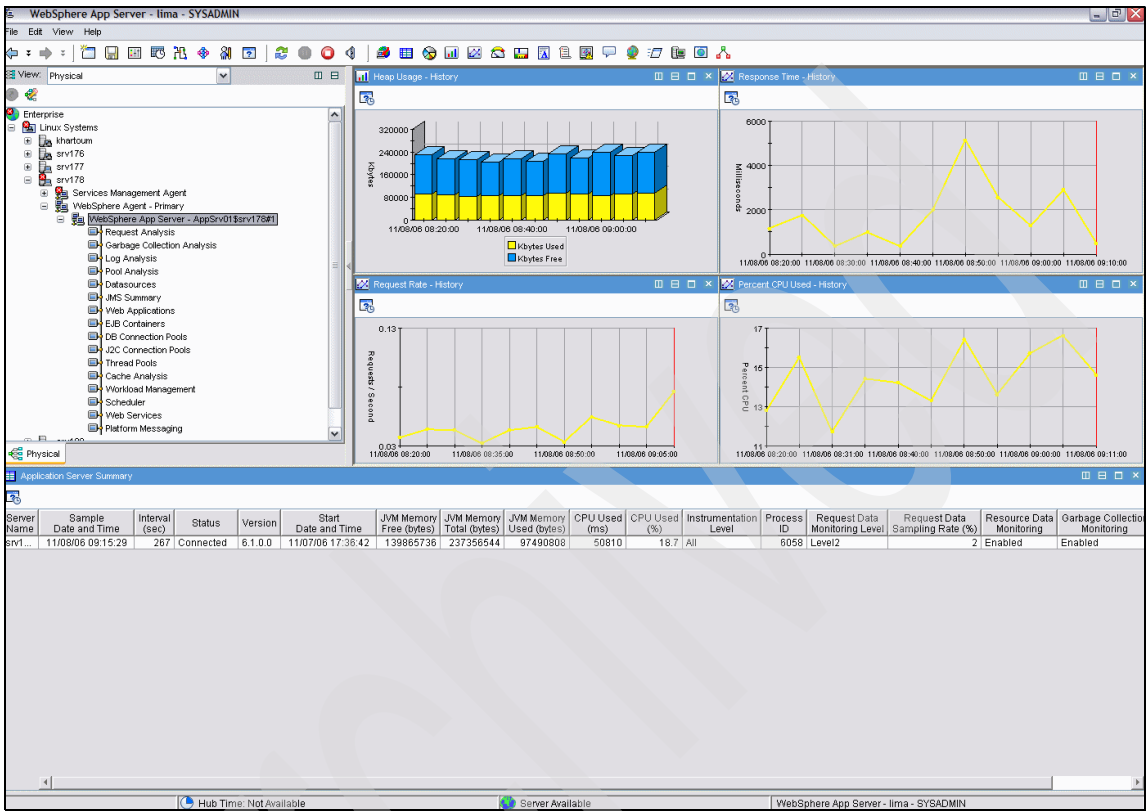 WebSphere App Server - lima - SYSADMIN
File Edit View Help
View: Physical
Enterprise
Linux Systems
khartoum
srv176
srv177
srv178
Services Management Agent
WebSphere Agent - Primary
WebSphere App Server - AppSrv01$srv178#1
Request Analysis
Garbage Collection Analysis
Log Analysis
Pool Analysis
Datasources
JMS Summary
Web Applications
EJB Containers
DB Connection Pools
J2C Connection Pools
Thread Pools
Cache Analysis
Workload Management
Scheduler
Web Services
Platform Messaging
Physical
Heap Usage - History
320000
240000
160000
80000
0
Kbytes
11/08/06 08:20:00 11/08/06 08:40:00 11/08/06 09:00:00
Kbytes Used
Kbytes Free
Response Time - History
6000
4000
2000
0
Milliseconds
11/08/06 08:20:00 11/08/06 08:30:00 11/08/06 08:40:00 11/08/06 08:50:00 11/08/06 09:00:00 11/08/06 09:10:00
Request Rate - History
0.13
0.03
Requests / Second
11/08/06 08:20:00 11/08/06 08:35:00 11/08/06 08:50:00 11/08/06 09:05:00
Percent CPU Used - History
17
15
13
11
Percent CPU
11/08/06 08:20:00 11/08/06 08:31:00 11/08/06 08:40:00 11/08/06 08:50:00 11/08/06 09:00:00 11/08/06 09:11:00
Application Server Summary
Server Name Sample Date and Time Interval (sec) Status Version Start Date and Time JVM Memory Free (bytes) JVM Memory Total (bytes) JVM Memory Used (bytes) CPU Used (ms) CPU Used (%) Instrumentation Level Process ID Request Data Monitoring Level Request Data Sampling Rate (%) Resource Data Monitoring Garbage Collection Monitoring
srv1... 11/08/06 09:15:29 267 Connected 6.1.0.0 11/07/06 17:36:42 139865736 237356544 97490808 50810 18.7 All 6058 Level2 2 Enabled Enabled
Hub Time: Not Available Server Available WebSphere App Server - lima - SYSADMIN